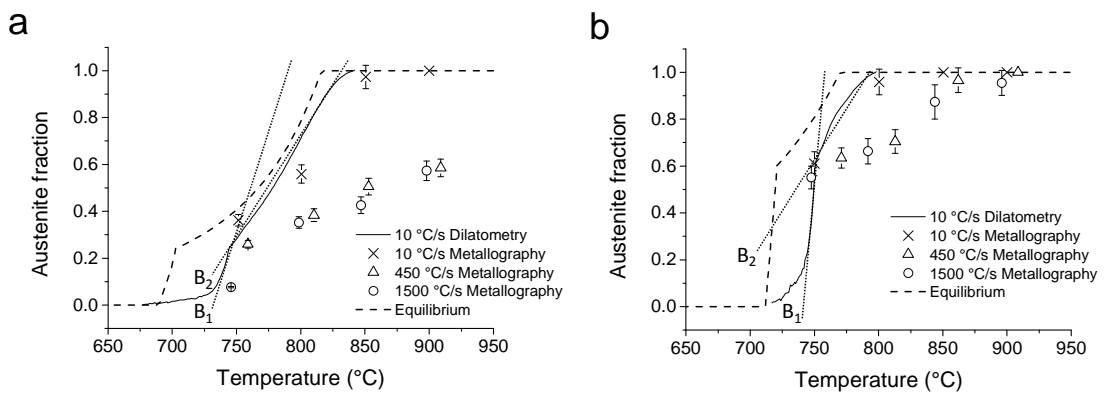 a
Austenite fraction
1.0
0.8
0.6
0.4
0.2
0.0
B2
B1
10 °C/s Dilatometry
10 °C/s Metallography
450 °C/s Metallography
1500 °C/s Metallography
Equilibrium
650 700 750 800 850 900 950
Temperature (°C)
b
Austenite fraction
1.0
0.8
0.6
0.4
0.2
0.0
B2
B1
10 °C/s Dilatometry
10 °C/s Metallography
450 °C/s Metallography
1500 °C/s Metallography
Equilibrium
650 700 750 800 850 900 950
Temperature (°C)